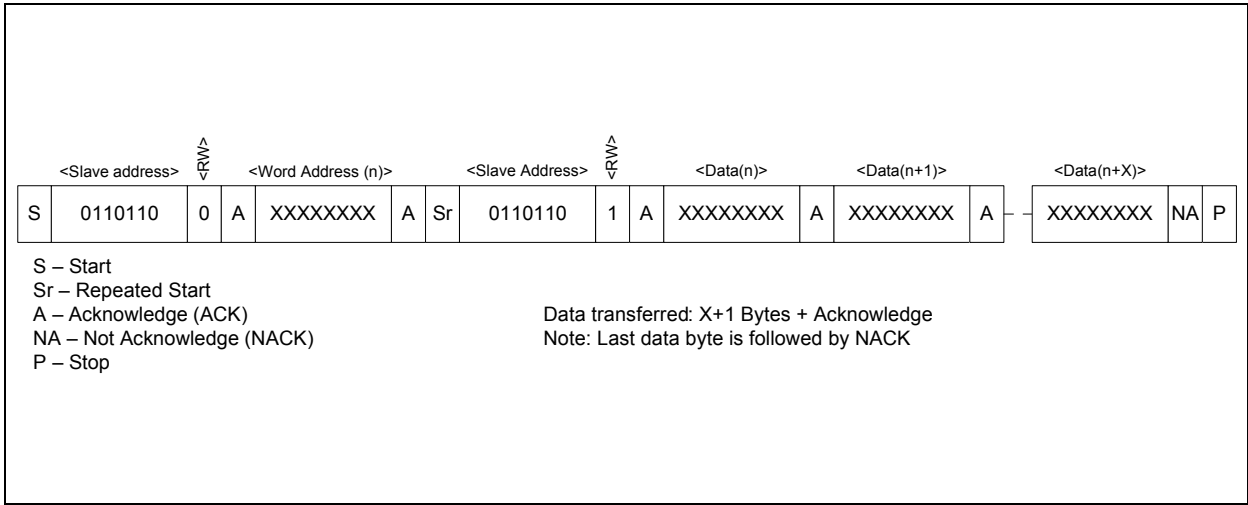 <Slave address> <RW> <Word Address (n)> <Slave Address> <RW> <Data(n)> <Data(n+1)> <Data(n+X)>
S 0110110 0 A XXXXXXXX A Sr 0110110 1 A XXXXXXXX A XXXXXXXX A XXXXXXXX NA P
S – Start
Sr – Repeated Start
A – Acknowledge (ACK)
NA – Not Acknowledge (NACK)
P – Stop
Data transferred: X+1 Bytes + Acknowledge
Note: Last data byte is followed by NACK